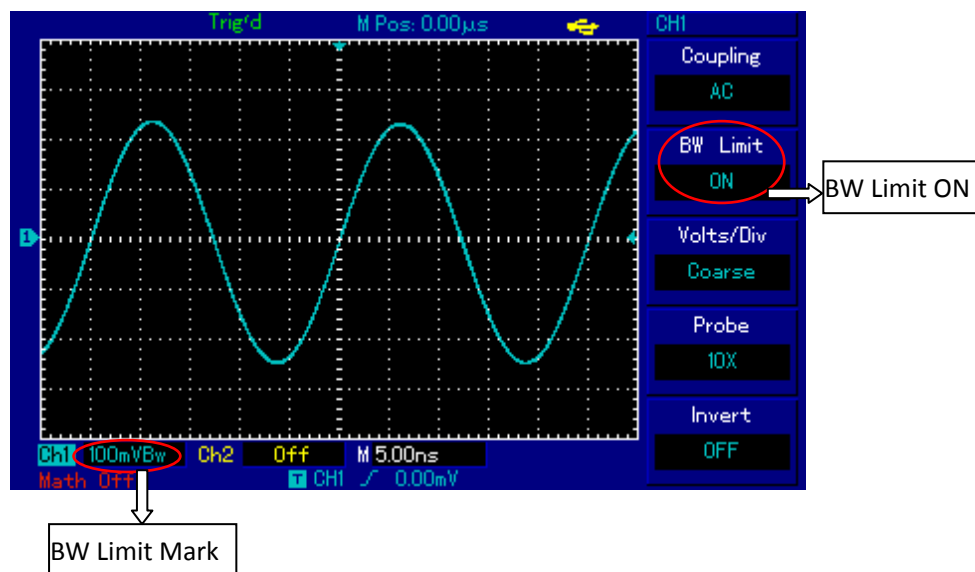 Trig'd M Pos: 0.00μs CH1
Coupling
AC
BW Limit
ON
BW Limit ON
1
Volts/Div
Coarse
Probe
10X
Invert
OFF
Ch1 100mVBw Ch2 Off M 5.00ns
Math Off T CH1 0.00mV
BW Limit Mark